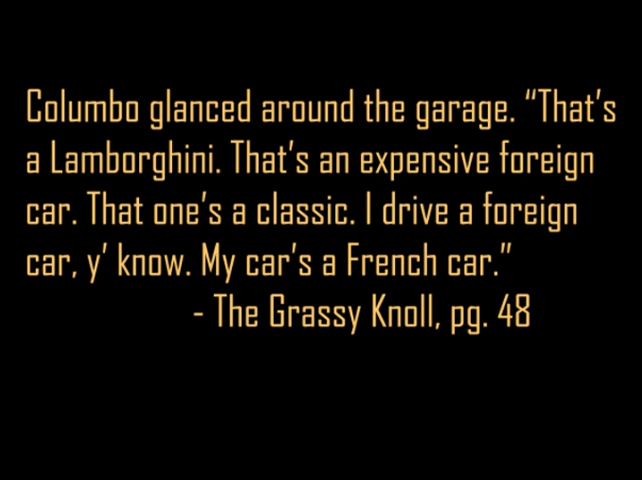 Columbo glanced around the garage. “That’s
a Lamborghini. That’s an expensive foreign
car. That one’s a classic. I drive a foreign
car, y’ know. My car’s a French car.”
- The Grassy Knoll, pg. 48